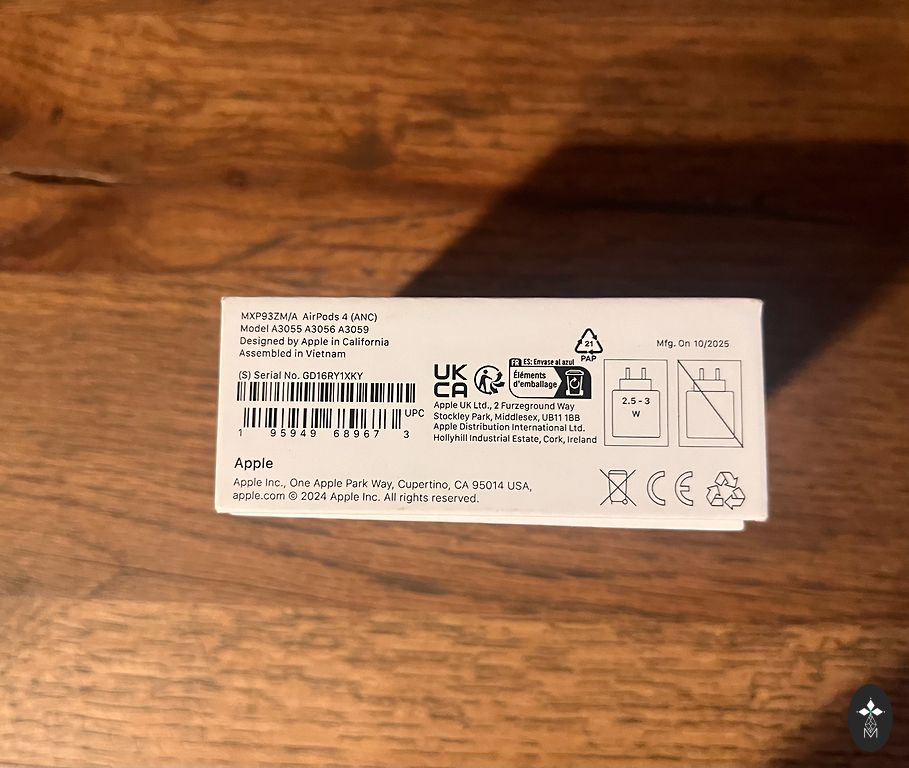 MXP93ZM/A AirPods 4 (ANC)
Model A3055 A3056 A3059
Designed by Apple in California
Assembled in Vietnam
(S) Serial No. GD16RY1XKY
UPC
1 95949 68967 3
Apple
Apple Inc., One Apple Park Way, Cupertino, CA 95014 USA,
apple.com © 2024 Apple Inc. All rights reserved.
UK
CA
FR ES: Envase al azul
Éléments
d'emballage
Apple UK Ltd., 2 Furzeground Way
Stockley Park, Middlesex, UB11 1BB
Apple Distribution International Ltd.
Hollyhill Industrial Estate, Cork, Ireland
21
PAP
Mfg. On 10/2025
2.5 - 3
W
CE
M